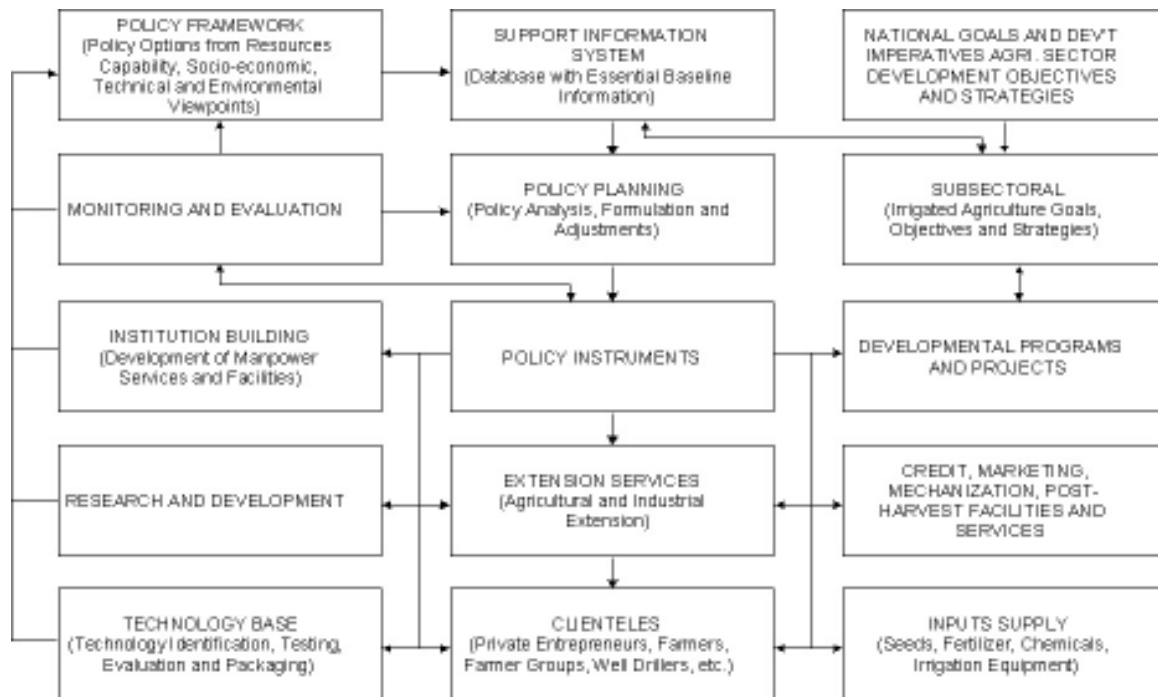 POLICY FRAMEWORK
(Policy Options from Resources
Capability, Socio-economic,
Technical and Environmental
Viewpoints)
SUPPORT INFORMATION
SYSTEM
(Database with Essential Baseline
Information)
NATIONAL GOALS AND DEV'T
IMPERATIVES AGRI. SECTOR
DEVELOPMENT OBJECTIVES
AND STRATEGIES
MONITORING AND EVALUATION
POLICY PLANNING
(Policy Analysis, Formulation and
Adjustments)
SUBSECTORAL
(Irrigated Agriculture Goals,
Objectives and Strategies)
INSTITUTION BUILDING
(Development of Manpower
Services and Facilities)
POLICY INSTRUMENTS
DEVELOPMENTAL PROGRAMS
AND PROJECTS
RESEARCH AND DEVELOPMENT
EXTENSION SERVICES
(Agricultural and Industrial
Extension)
CREDIT, MARKETING,
MECHANIZATION, POST-
HARVEST FACILITIES AND
SERVICES
TECHNOLOGY BASE
(Technology Identification, Testing,
Evaluation and Packaging)
CLIENTELES
(Private Entrepreneurs, Farmers,
Farmer Groups, Well Drillers, etc.)
INPUTS SUPPLY
(Seeds, Fertilizer, Chemicals,
Irrigation Equipment)